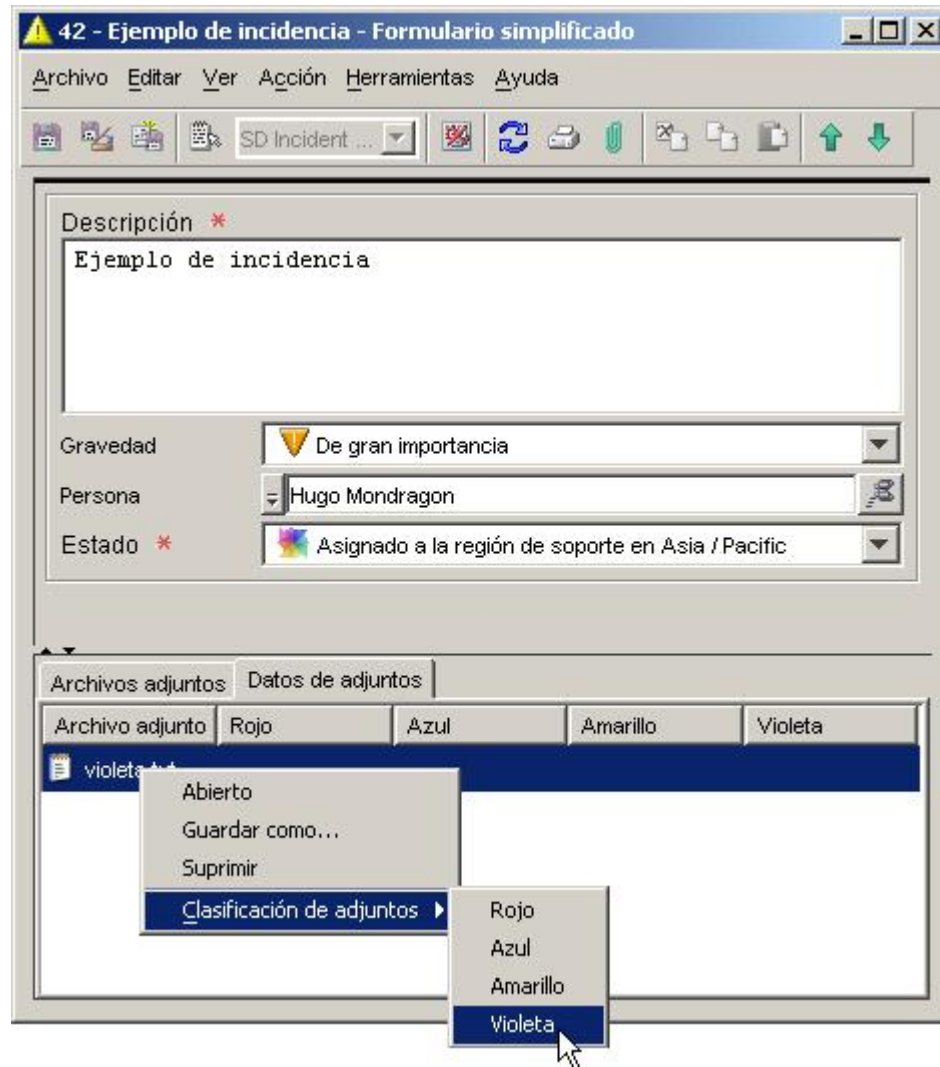 42 - Ejemplo de incidencia - Formulario simplificado
Archivo Editar Ver Acción Herramientas Ayuda
SD Incident ...
Descripción *
Ejemplo de incidencia
Gravedad De gran importancia
Persona Hugo Mondragon
Estado * Asignado a la región de soporte en Asia / Pacific
Archivos adjuntos Datos de adjuntos
Archivo adjunto Rojo Azul Amarillo Violeta
violeta.txt
Abierto
Guardar como...
Suprimir
Clasificación de adjuntos
Rojo
Azul
Amarillo
Violeta